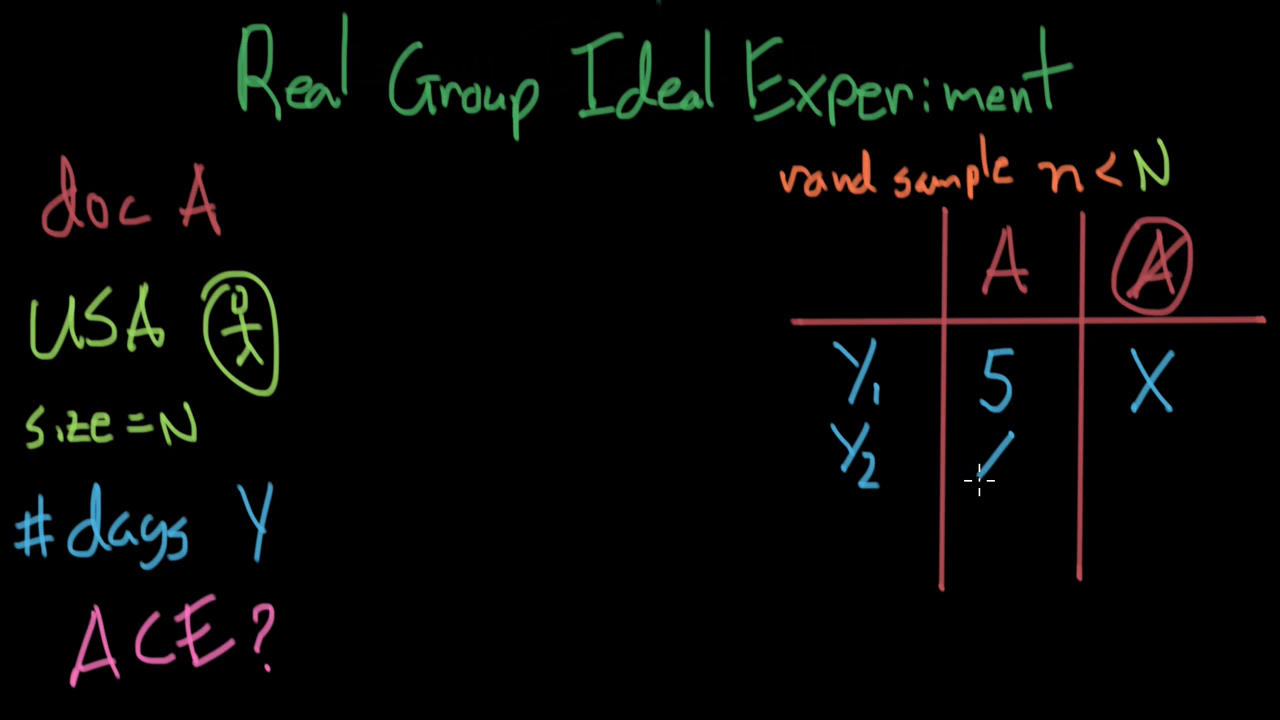 Real Group Ideal Experiment
doc A
USA
size = N
# days Y
ACE?
rand sample n < N
A A
Y₁ 5 X
Y₂